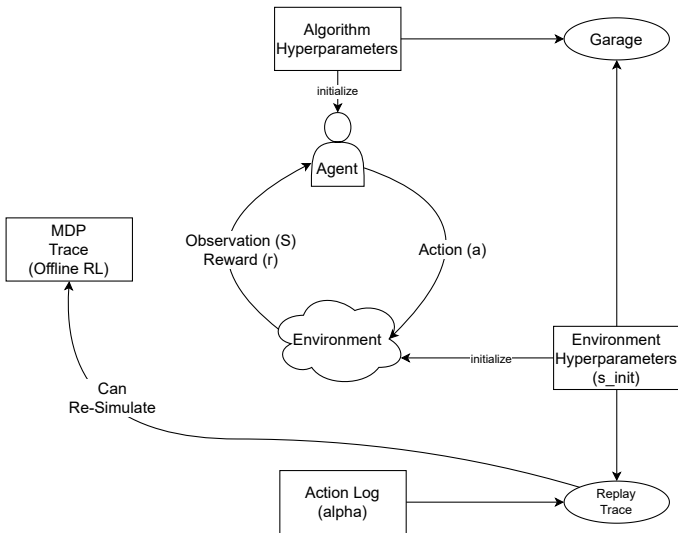 Algorithm
Hyperparameters
Garage
initialize
Agent
Observation (S)
Reward (r)
Action (a)
MDP
Trace
(Offline RL)
Environment
initialize
Environment
Hyperparameters
(s_init)
Can
Re-Simulate
Action Log
(alpha)
Replay
Trace